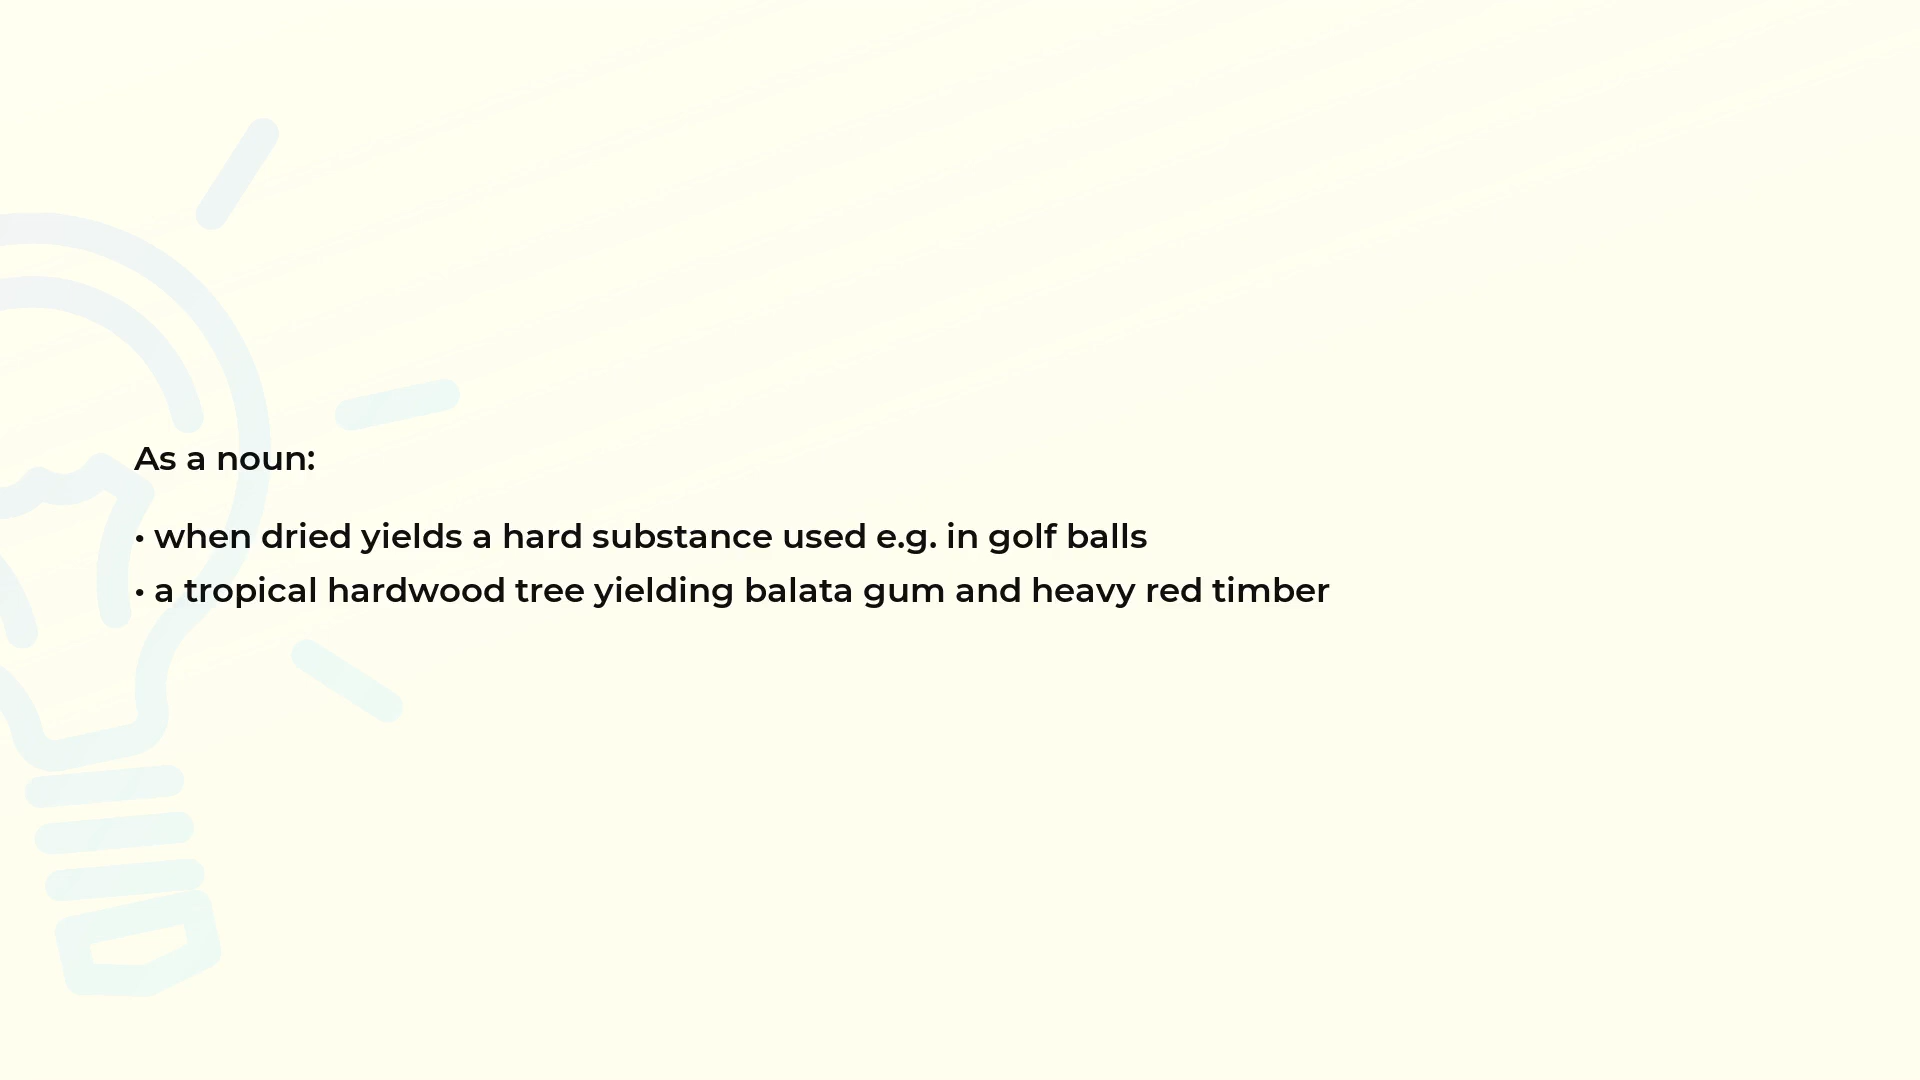 As a noun:
• when dried yields a hard substance used e.g. in golf balls
• a tropical hardwood tree yielding balata gum and heavy red timber